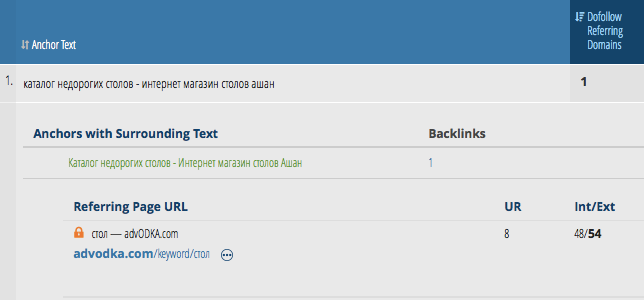 Anchor Text
Dofollow
Referring
Domains
1. каталог недорогих столов - интернет магазин столов ашан 1
Anchors with Surrounding Text Backlinks
Каталог недорогих столов - Интернет магазин столов Ашан 1
Referring Page URL UR Int/Ext
стол — advODKA.com 8 48/54
advodka.com/keyword/стол